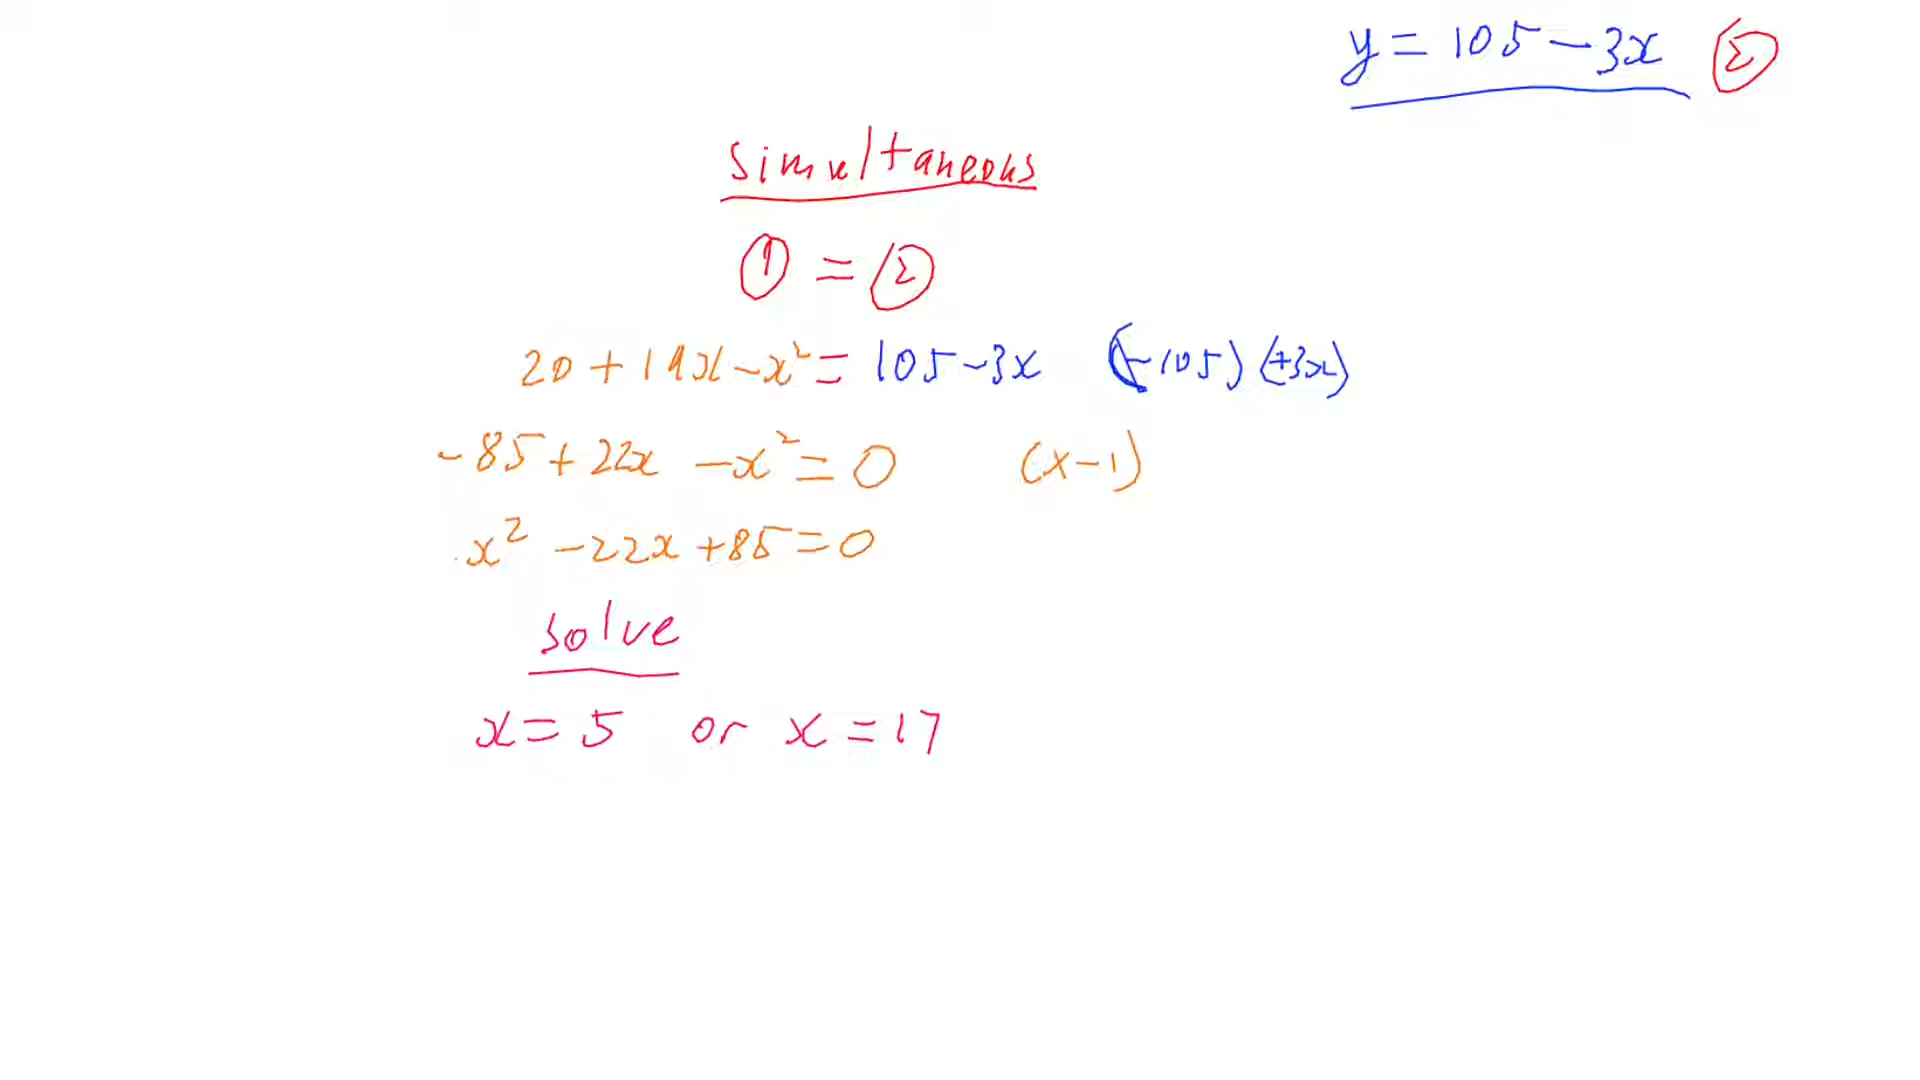 y = 105 - 3x ②
simultaneous
① = ②
20 + 19x - x² = 105 - 3x (-105) (+3x)
-85 + 22x - x² = 0 (x-1)
x² - 22x + 85 = 0
solve
x = 5 or x = 17